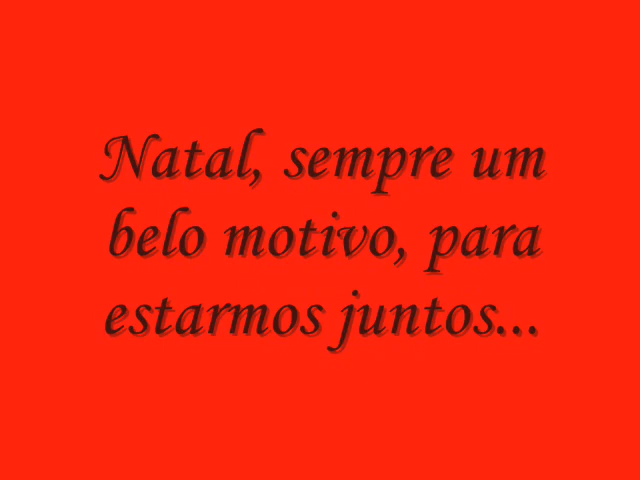 Natal, sempre um
belo motivo, para
estarmos juntos...